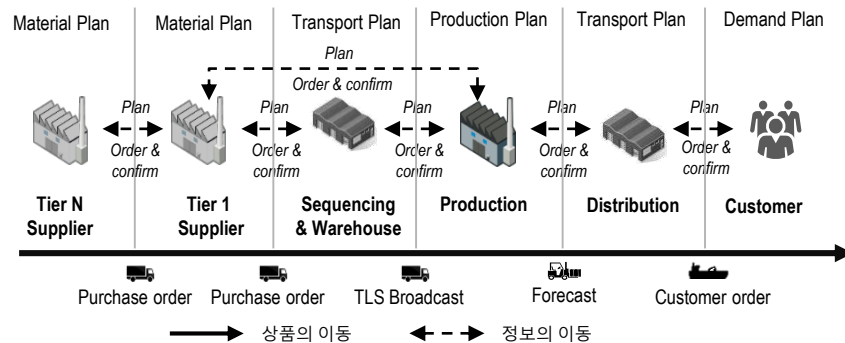 Material Plan
Material Plan
Transport Plan
Production Plan
Transport Plan
Demand Plan
Plan
Order & confirm
Plan
Order &
confirm
Plan
Order &
confirm
Plan
Order &
confirm
Plan
Order &
confirm
Plan
Order &
confirm
Tier N
Supplier
Tier 1
Supplier
Sequencing
& Warehouse
Production
Distribution
Customer
Purchase order
Purchase order
TLS Broadcast
Forecast
Customer order
상품의 이동
정보의 이동